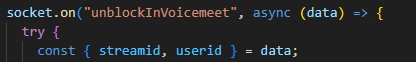 socket.on("unblockInVoicemeet", async (data) => {
try {
const { streamid, userid } = data;